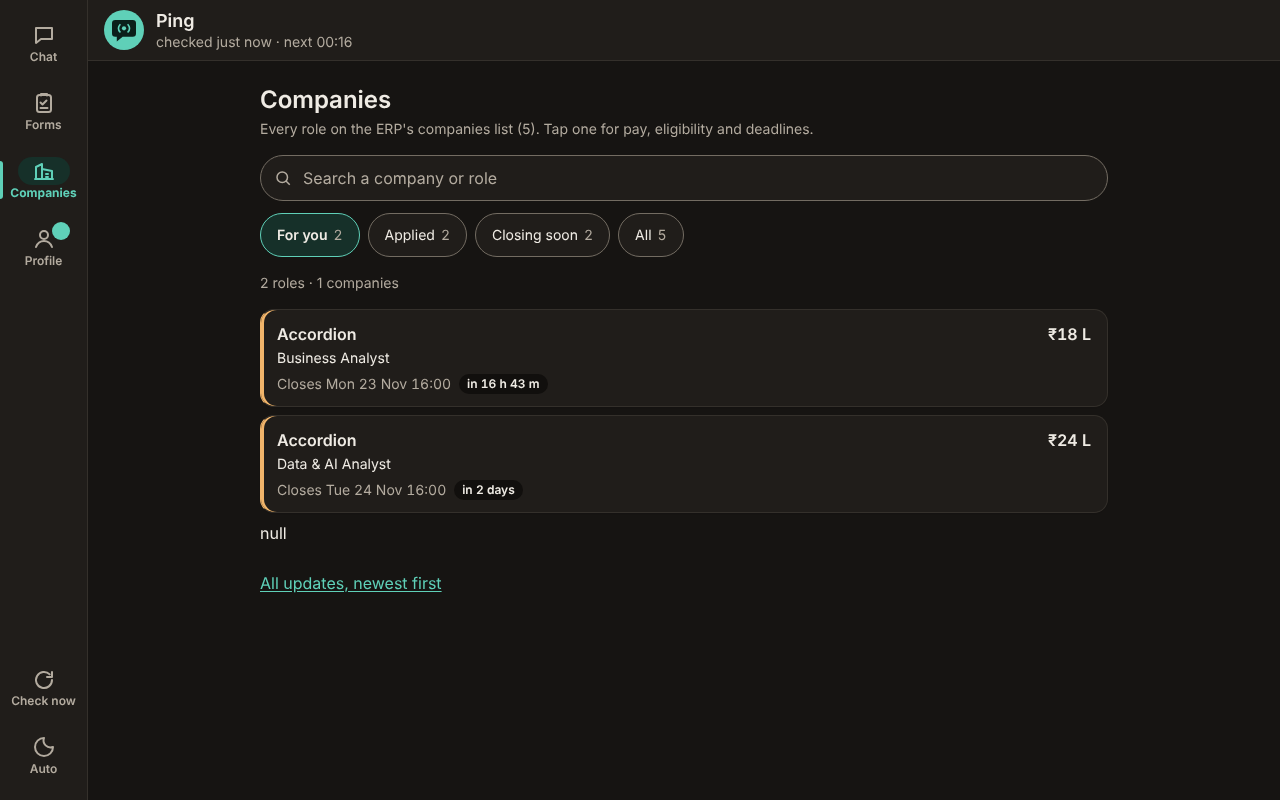 Ping
checked just now · next 00:16
Chat
Forms
Companies
Profile
Check now
Auto
Companies
Every role on the ERP's companies list (5). Tap one for pay, eligibility and deadlines.
Search a company or role
For you 2
Applied 2
Closing soon 2
All 5
2 roles · 1 companies
Accordion
₹18 L
Business Analyst
Closes Mon 23 Nov 16:00 in 16 h 43 m
Accordion
₹24 L
Data & AI Analyst
Closes Tue 24 Nov 16:00 in 2 days
null
All updates, newest first